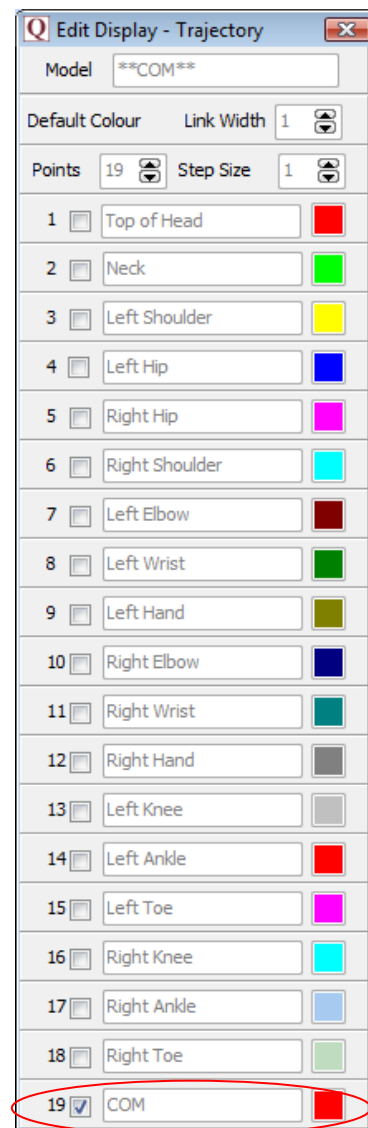 Q Edit Display - Trajectory
Model **COM**
Default Colour Link Width 1
Points 19 Step Size 1
1 Top of Head
2 Neck
3 Left Shoulder
4 Left Hip
5 Right Hip
6 Right Shoulder
7 Left Elbow
8 Left Wrist
9 Left Hand
10 Right Elbow
11 Right Wrist
12 Right Hand
13 Left Knee
14 Left Ankle
15 Left Toe
16 Right Knee
17 Right Ankle
18 Right Toe
19 COM